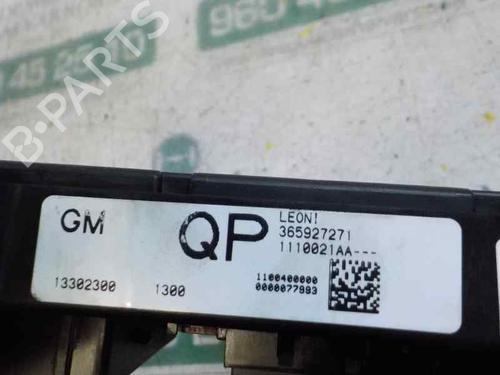 B-PARTS
GM
QP
LEONI
365927271
1110021AA---
13302300
1300
1100400000
0000077993